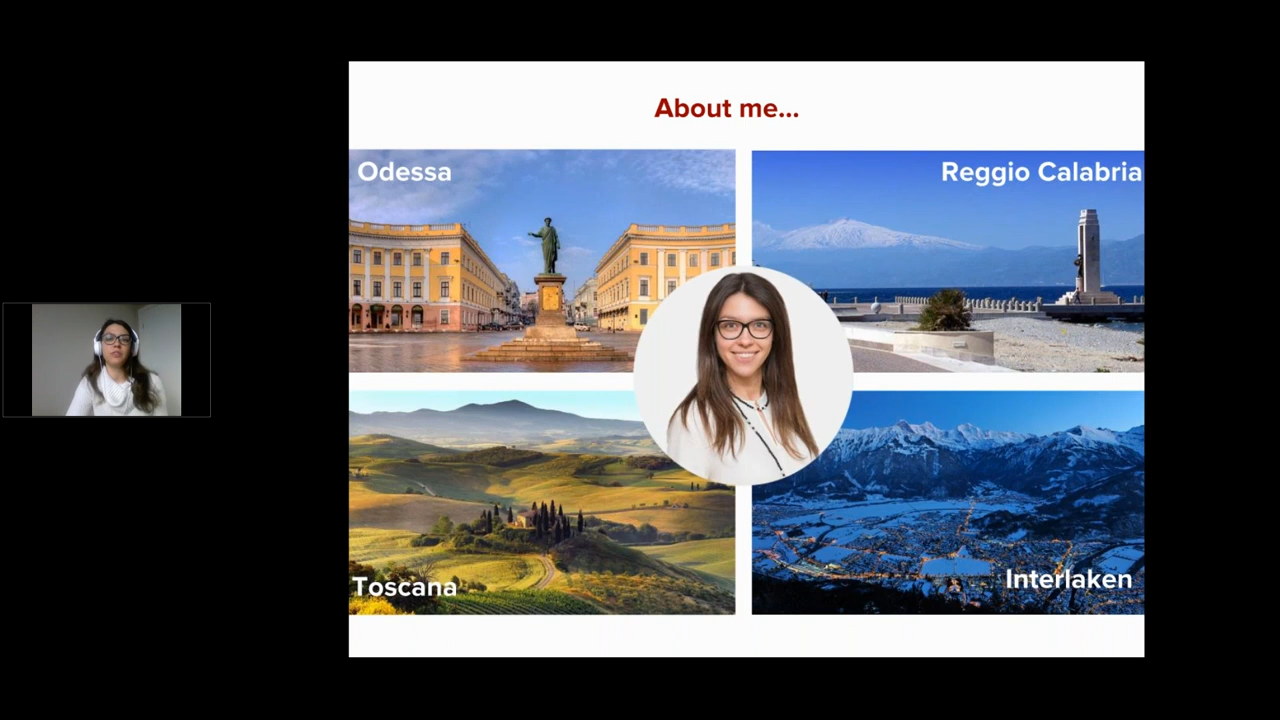 About me...
Odessa
Reggio Calabria
Toscana
Interlaken